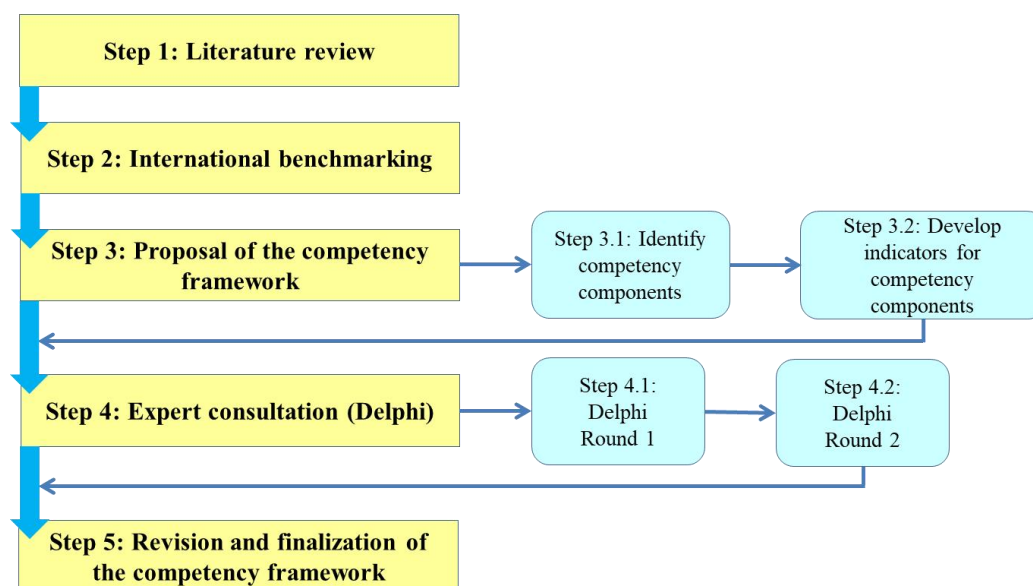 Step 1: Literature review
Step 2: International benchmarking
Step 3: Proposal of the competency
framework
Step 3.1: Identify
competency
components
Step 3.2: Develop
indicators for
competency
components
Step 4: Expert consultation (Delphi)
Step 4.1:
Delphi
Round 1
Step 4.2:
Delphi
Round 2
Step 5: Revision and finalization of
the competency framework